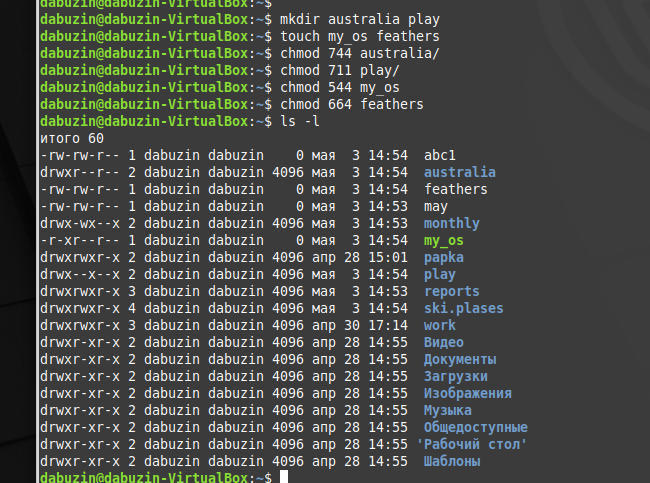 dabuzin@dabuzin-VirtualBox:~$
dabuzin@dabuzin-VirtualBox:~$ mkdir australia play
dabuzin@dabuzin-VirtualBox:~$ touch my_os feathers
dabuzin@dabuzin-VirtualBox:~$ chmod 744 australia/
dabuzin@dabuzin-VirtualBox:~$ chmod 711 play/
dabuzin@dabuzin-VirtualBox:~$ chmod 544 my_os
dabuzin@dabuzin-VirtualBox:~$ chmod 664 feathers
dabuzin@dabuzin-VirtualBox:~$ ls -l
итого 60
-rw-rw-r-- 1 dabuzin dabuzin    0 мая  3 14:54  abc1
drwxr--r-- 2 dabuzin dabuzin 4096 мая  3 14:54  australia
-rw-rw-r-- 1 dabuzin dabuzin    0 мая  3 14:54  feathers
-rw-rw-r-- 1 dabuzin dabuzin    0 мая  3 14:53  may
drwx-wx--x 2 dabuzin dabuzin 4096 мая  3 14:53  monthly
-r-xr--r-- 1 dabuzin dabuzin    0 мая  3 14:54  my_os
drwxrwxr-x 2 dabuzin dabuzin 4096 апр 28 15:01  papka
drwx--x--x 2 dabuzin dabuzin 4096 мая  3 14:54  play
drwxrwxr-x 3 dabuzin dabuzin 4096 мая  3 14:53  reports
drwxrwxr-x 4 dabuzin dabuzin 4096 мая  3 14:54  ski.plases
drwxrwxr-x 3 dabuzin dabuzin 4096 апр 30 17:14  work
drwxr-xr-x 2 dabuzin dabuzin 4096 апр 28 14:55  Видео
drwxr-xr-x 2 dabuzin dabuzin 4096 апр 28 14:55  Документы
drwxr-xr-x 2 dabuzin dabuzin 4096 апр 28 14:55  Загрузки
drwxr-xr-x 2 dabuzin dabuzin 4096 апр 28 14:55  Изображения
drwxr-xr-x 2 dabuzin dabuzin 4096 апр 28 14:55  Музыка
drwxr-xr-x 2 dabuzin dabuzin 4096 апр 28 14:55  Общедоступные
drwxr-xr-x 2 dabuzin dabuzin 4096 апр 28 14:55 'Рабочий стол'
drwxr-xr-x 2 dabuzin dabuzin 4096 апр 28 14:55  Шаблоны
dabuzin@dabuzin-VirtualBox:~$